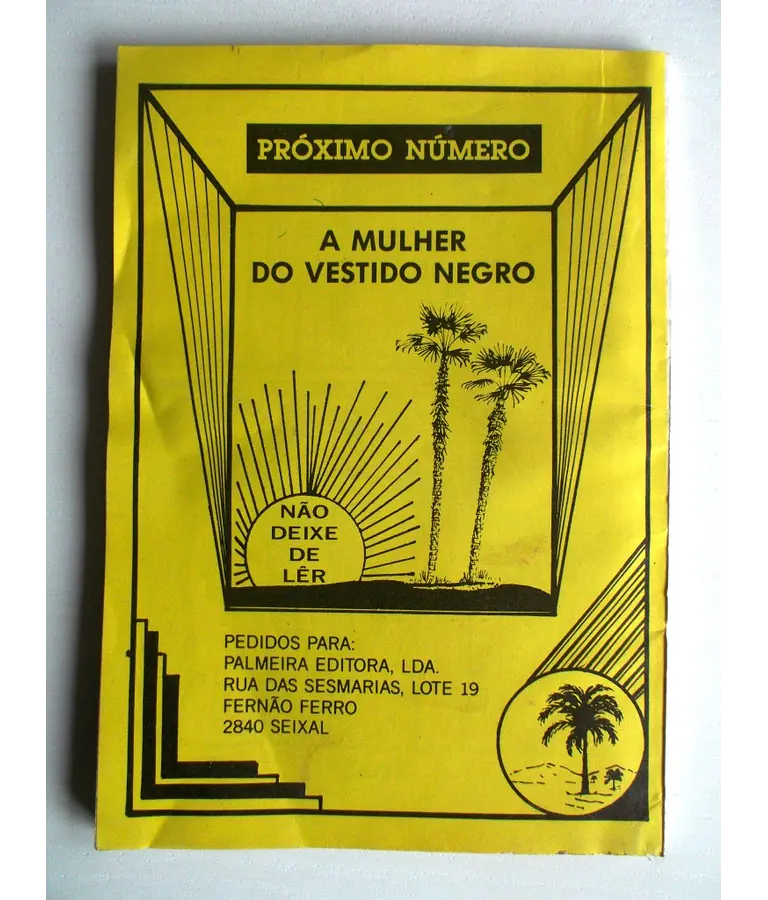 PRÓXIMO NÚMERO
A MULHER
DO VESTIDO NEGRO
NÃO
DEIXE
DE
LÊR
PEDIDOS PARA:
PALMEIRA EDITORA, LDA.
RUA DAS SESMARIAS, LOTE 19
FERNÃO FERRO
2840 SEIXAL